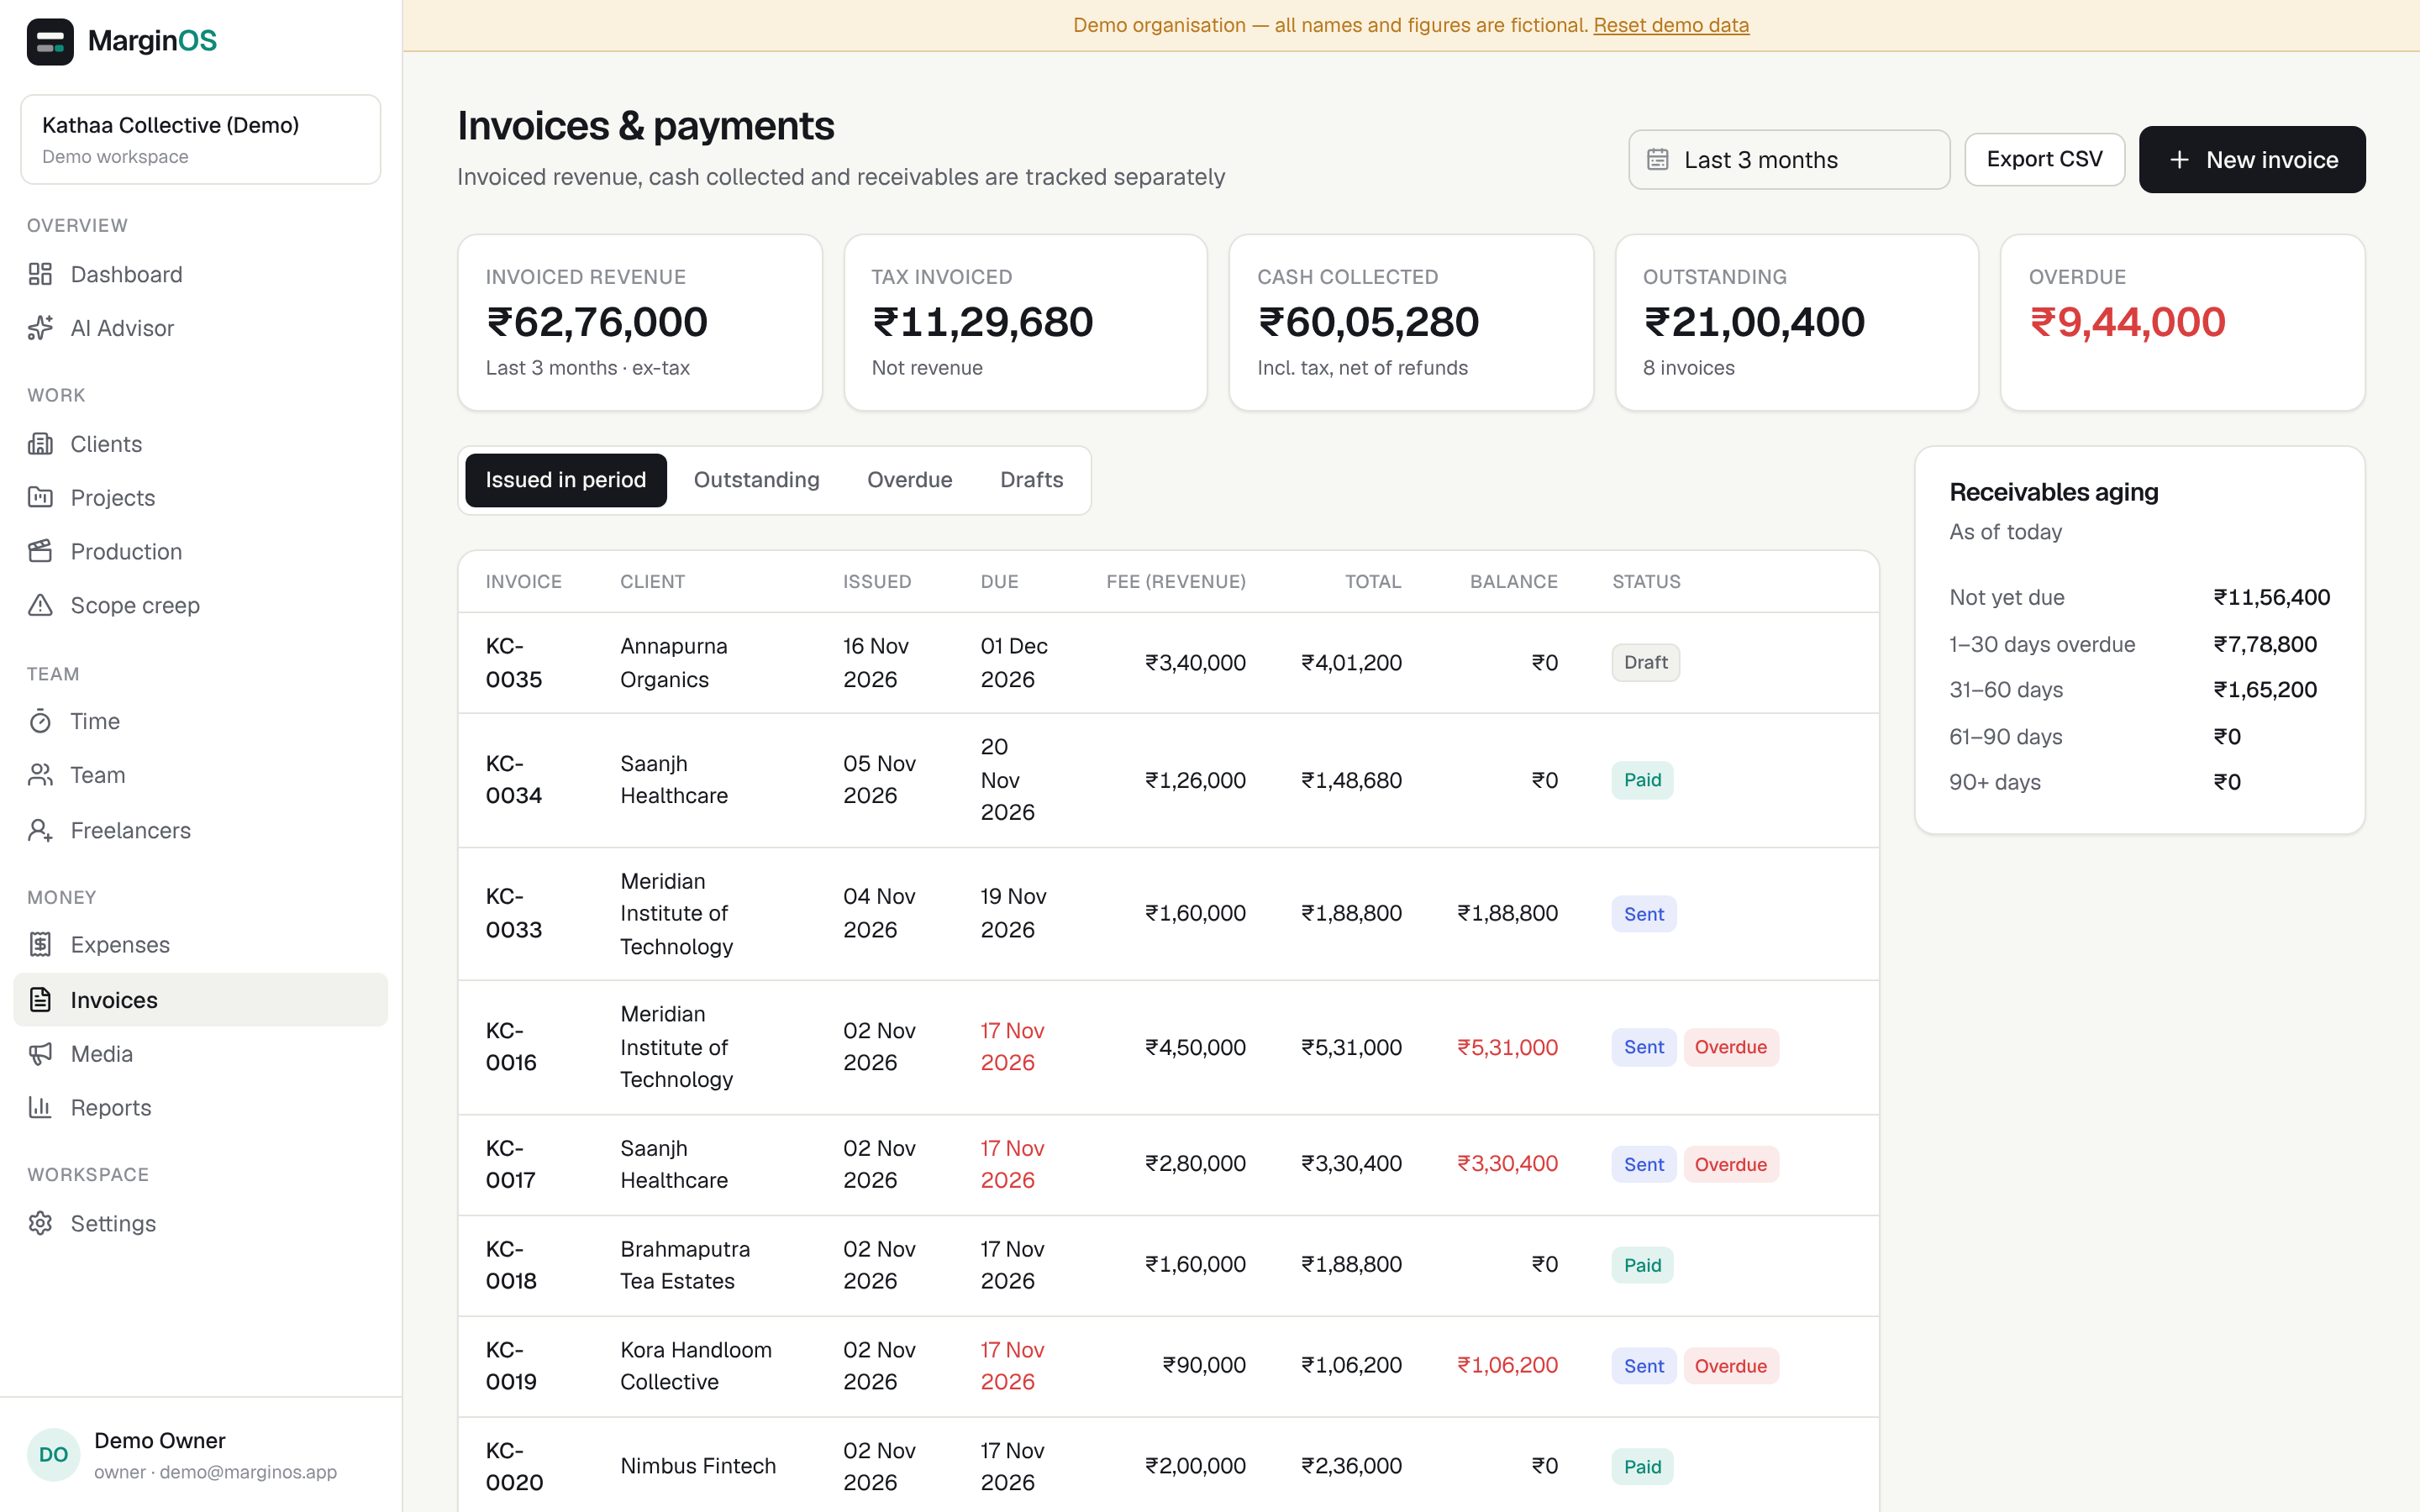 MarginOS
Kathaa Collective (Demo)
Demo workspace
OVERVIEW
Dashboard
AI Advisor
WORK
Clients
Projects
Production
Scope creep
TEAM
Time
Team
Freelancers
MONEY
Expenses
Invoices
Media
Reports
WORKSPACE
Settings
DO
Demo Owner
owner · demo@marginos.app
Demo organisation — all names and figures are fictional. Reset demo data
Invoices & payments
Invoiced revenue, cash collected and receivables are tracked separately
Last 3 months
Export CSV
+ New invoice
INVOICED REVENUE
₹62,76,000
Last 3 months · ex-tax
TAX INVOICED
₹11,29,680
Not revenue
CASH COLLECTED
₹60,05,280
Incl. tax, net of refunds
OUTSTANDING
₹21,00,400
8 invoices
OVERDUE
₹9,44,000
Issued in period Outstanding Overdue Drafts
INVOICE CLIENT ISSUED DUE FEE (REVENUE) TOTAL BALANCE STATUS
KC-0035 Annapurna Organics 16 Nov 2026 01 Dec 2026 ₹3,40,000 ₹4,01,200 ₹0 Draft
KC-0034 Saanjh Healthcare 05 Nov 2026 20 Nov 2026 ₹1,26,000 ₹1,48,680 ₹0 Paid
KC-0033 Meridian Institute of Technology 04 Nov 2026 19 Nov 2026 ₹1,60,000 ₹1,88,800 ₹1,88,800 Sent
KC-0016 Meridian Institute of Technology 02 Nov 2026 17 Nov 2026 ₹4,50,000 ₹5,31,000 ₹5,31,000 Sent Overdue
KC-0017 Saanjh Healthcare 02 Nov 2026 17 Nov 2026 ₹2,80,000 ₹3,30,400 ₹3,30,400 Sent Overdue
KC-0018 Brahmaputra Tea Estates 02 Nov 2026 17 Nov 2026 ₹1,60,000 ₹1,88,800 ₹0 Paid
KC-0019 Kora Handloom Collective 02 Nov 2026 17 Nov 2026 ₹90,000 ₹1,06,200 ₹1,06,200 Sent Overdue
KC-0020 Nimbus Fintech 02 Nov 2026 17 Nov 2026 ₹2,00,000 ₹2,36,000 ₹0 Paid
Receivables aging
As of today
Not yet due ₹11,56,400
1–30 days overdue ₹7,78,800
31–60 days ₹1,65,200
61–90 days ₹0
90+ days ₹0